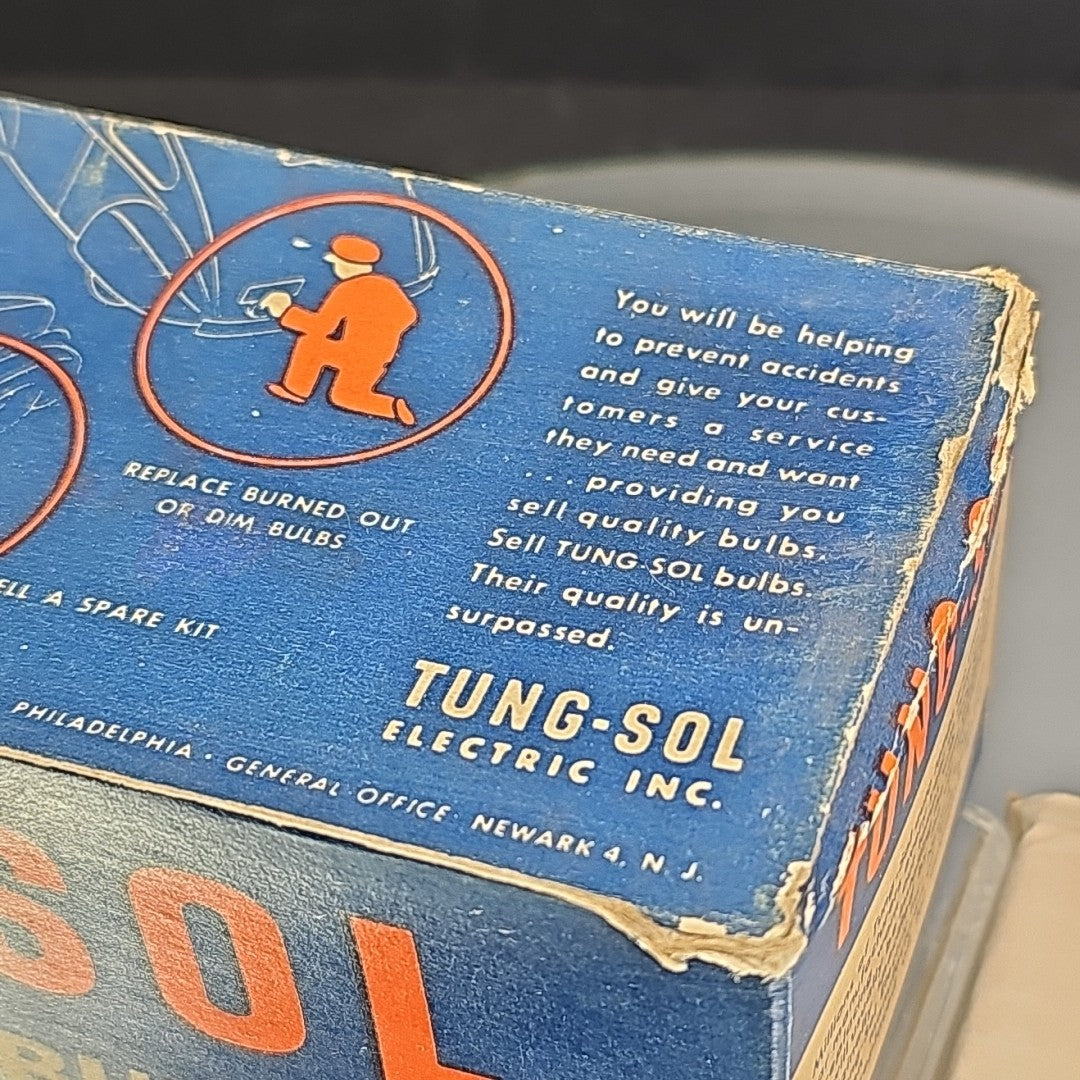 You will be helping
to prevent accidents
and give your cus-
tomers a service
they need and want
... providing you
sell quality bulbs.
Sell TUNG-SOL bulbs.
Their quality is un-
surpassed.
REPLACE BURNED OUT
OR DIM BULBS
A SPARE KIT
TUNG-SOL
ELECTRIC INC.
PHILADELPHIA · GENERAL OFFICE · NEWARK 4, N. J.
SOL
TUNG